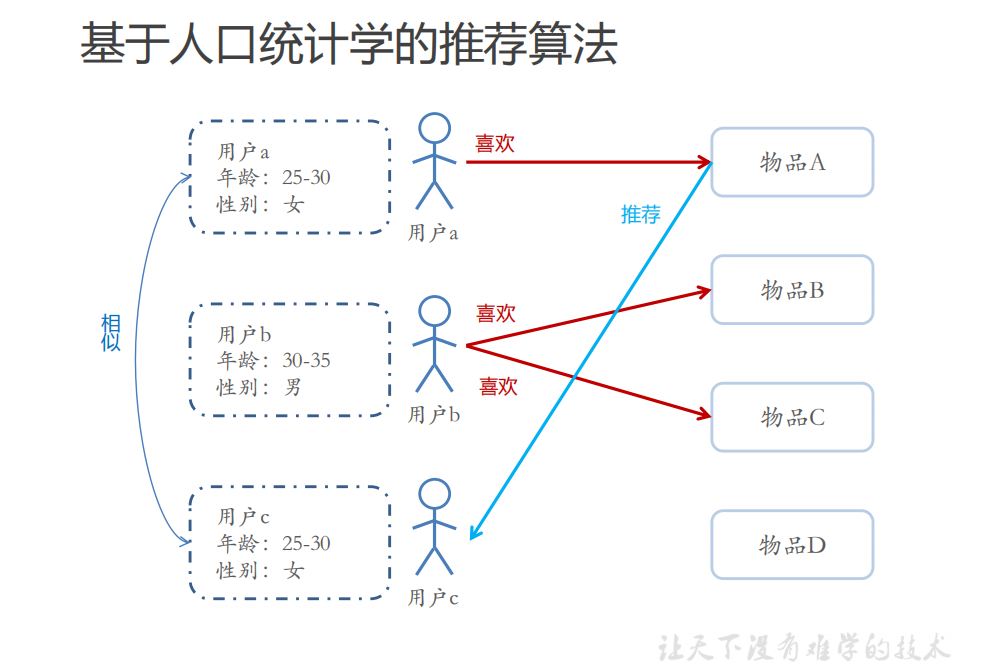 基于人口统计学的推荐算法
用户a
年龄：25-30
性别：女
用户a
喜欢
物品A
推荐
相似
用户b
年龄：30-35
性别：男
用户b
喜欢
喜欢
物品B
物品C
用户c
年龄：25-30
性别：女
用户c
物品D
让天下没有难学的技术